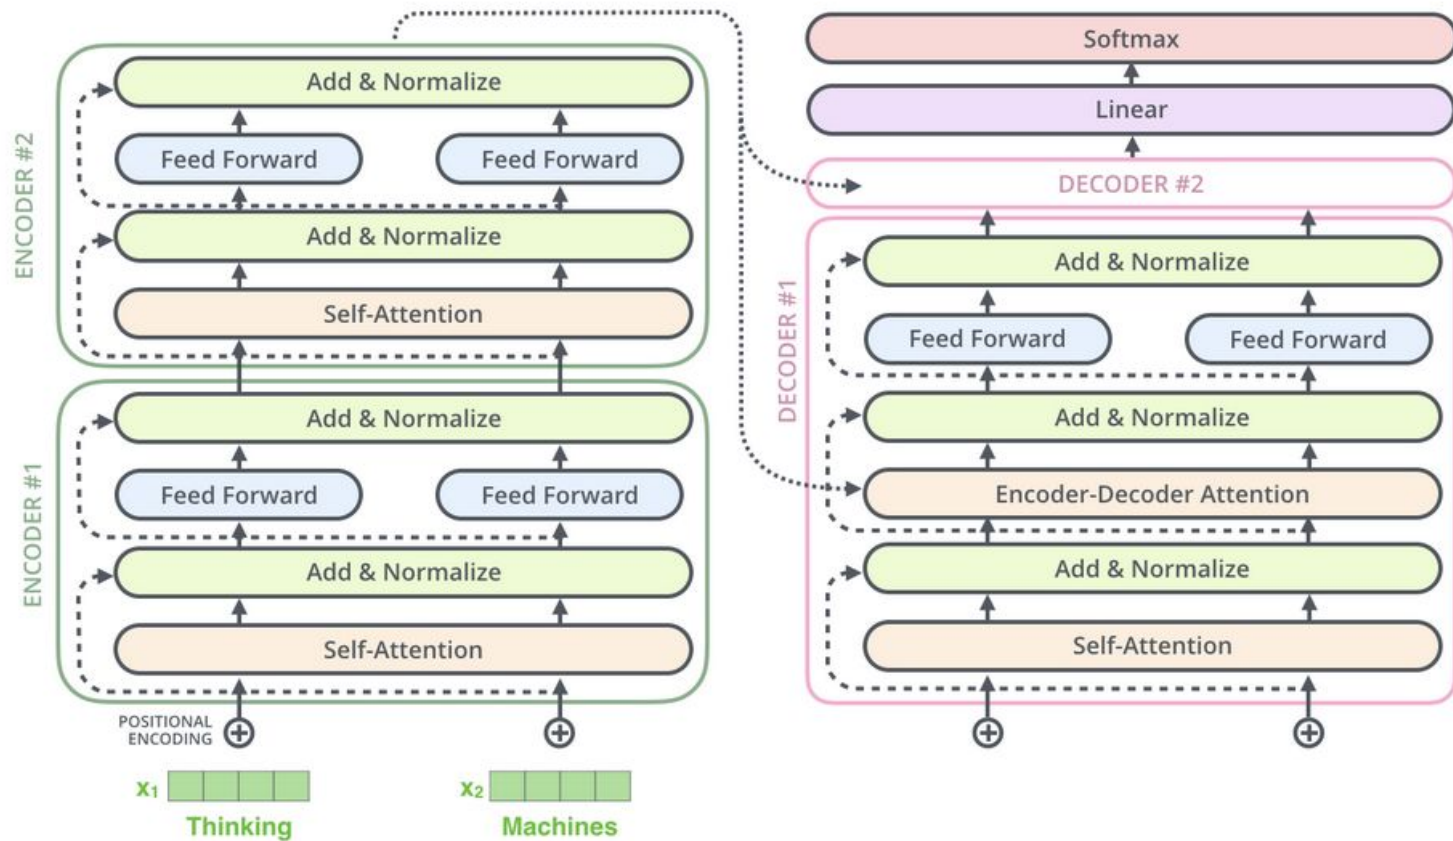 ENCODER #2
Add & Normalize
Feed Forward
Feed Forward
Add & Normalize
Self-Attention
ENCODER #1
Add & Normalize
Feed Forward
Feed Forward
Add & Normalize
Self-Attention
POSITIONAL
ENCODING
x₁
x₂
Thinking
Machines
Softmax
Linear
DECODER #2
DECODER #1
Add & Normalize
Feed Forward
Feed Forward
Add & Normalize
Encoder-Decoder Attention
Add & Normalize
Self-Attention